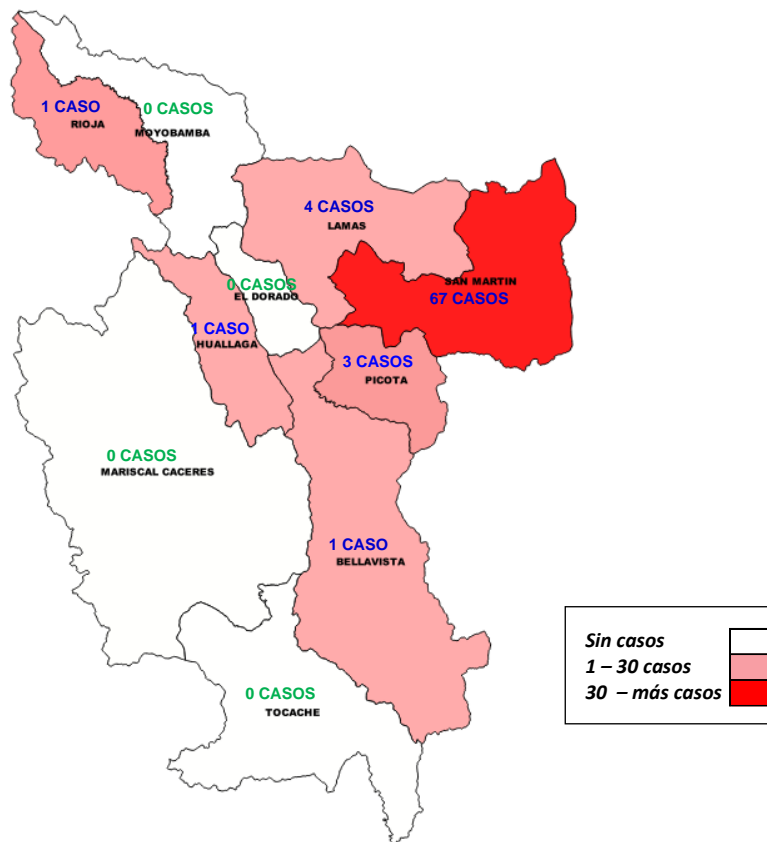 1 CASO
RIOJA
0 CASOS
MOYOBAMBA
4 CASOS
LAMAS
SAN MARTIN
67 CASOS
0 CASOS
EL DORADO
1 CASO
HUALLAGA
3 CASOS
PICOTA
0 CASOS
MARISCAL CACERES
1 CASO
BELLAVISTA
0 CASOS
TOCACHE
Sin casos
1 – 30 casos
30 – más casos